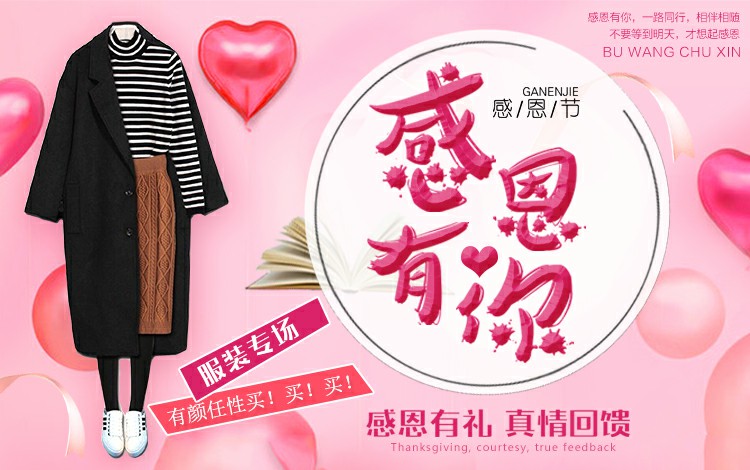 感恩有你，一路同行，相伴相随
不要等到明天，才想起感恩
BU WANG CHU XIN
GANENJIE
感/恩/节
感恩
有你
服装专场
有颜任性买！买！买！
感恩有礼 真情回馈
Thanksgiving, courtesy, true feedback